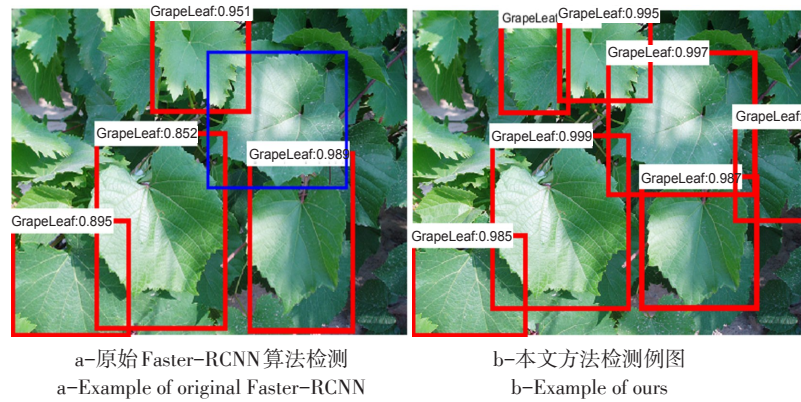 GrapeLeaf:0.951
GrapeLeaf:0.852
GrapeLeaf:0.989
GrapeLeaf:0.895
a-原始Faster-RCNN算法检测
a-Example of original Faster-RCNN
GrapeLeaf
GrapeLeaf:0.995
GrapeLeaf:0.997
GrapeLeaf:
GrapeLeaf:0.999
GrapeLeaf:0.987
GrapeLeaf:0.985
b-本文方法检测例图
b-Example of ours